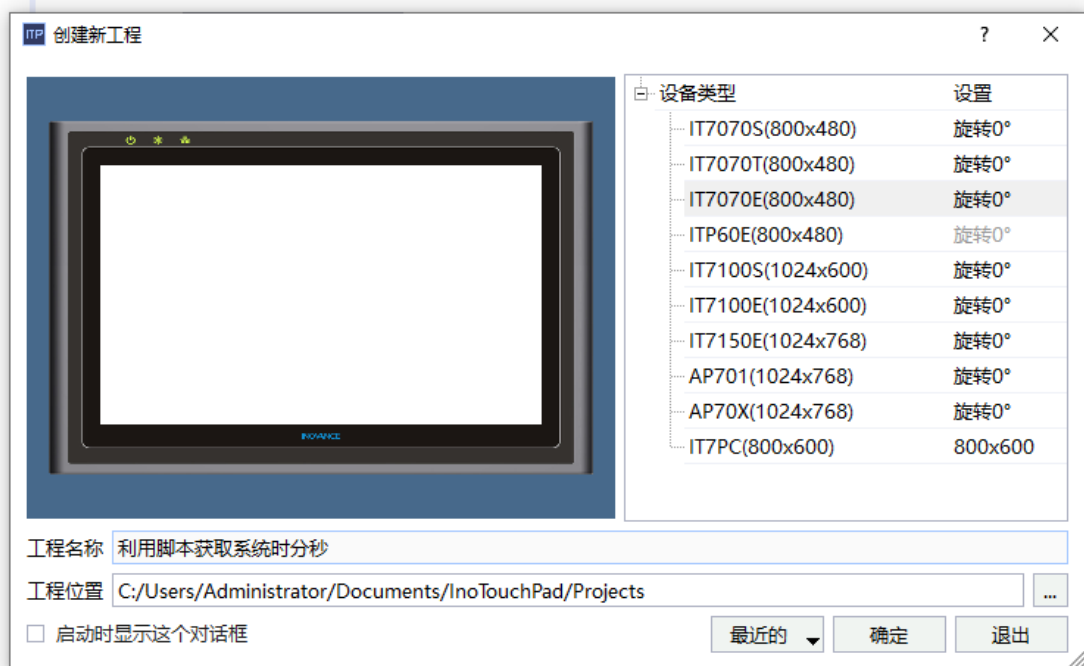 ITP 创建新工程 ?
INOVANCE
设备类型 设置
IT7070S(800x480) 旋转0°
IT7070T(800x480) 旋转0°
IT7070E(800x480) 旋转0°
ITP60E(800x480) 旋转0°
IT7100S(1024x600) 旋转0°
IT7100E(1024x600) 旋转0°
IT7150E(1024x768) 旋转0°
AP701(1024x768) 旋转0°
AP70X(1024x768) 旋转0°
IT7PC(800x600) 800x600
工程名称 利用脚本获取系统时分秒
工程位置 C:/Users/Administrator/Documents/InoTouchPad/Projects ...
启动时显示这个对话框 最近的 确定 退出